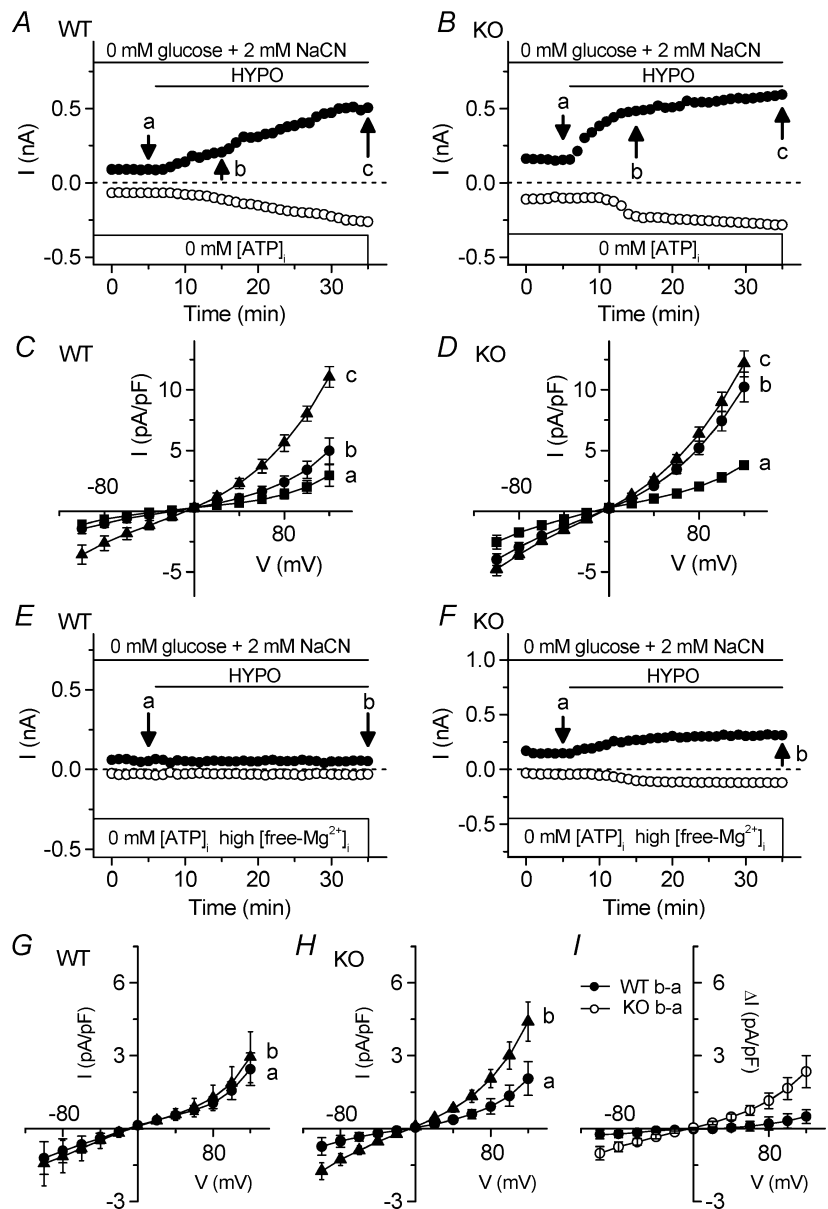 A WT
0 mM glucose + 2 mM NaCN
HYPO
a
b
c
I (nA)
0.5
0.0
-0.5
0 mM [ATP]i
0 10 20 30
Time (min)
B KO
0 mM glucose + 2 mM NaCN
HYPO
a
b
c
I (nA)
0.5
0.0
-0.5
0 mM [ATP]i
0 10 20 30
Time (min)
C WT
I (pA/pF)
10
5
-5
-80
80
V (mV)
c
b
a
D KO
I (pA/pF)
10
5
-5
-80
80
V (mV)
c
b
a
E WT
0 mM glucose + 2 mM NaCN
HYPO
a
b
I (nA)
0.5
0.0
-0.5
0 mM [ATP]i high [free-Mg2+]i
0 10 20 30
Time (min)
F KO
0 mM glucose + 2 mM NaCN
HYPO
a
b
I (nA)
1.0
0.5
0.0
-0.5
0 mM [ATP]i high [free-Mg2+]i
0 10 20 30
Time (min)
G WT
I (pA/pF)
6
3
-3
-80
80
V (mV)
b
a
H KO
I (pA/pF)
6
3
-3
-80
80
V (mV)
b
a
I
WT b-a
KO b-a
ΔI (pA/pF)
6
3
-3
-80
80
V (mV)